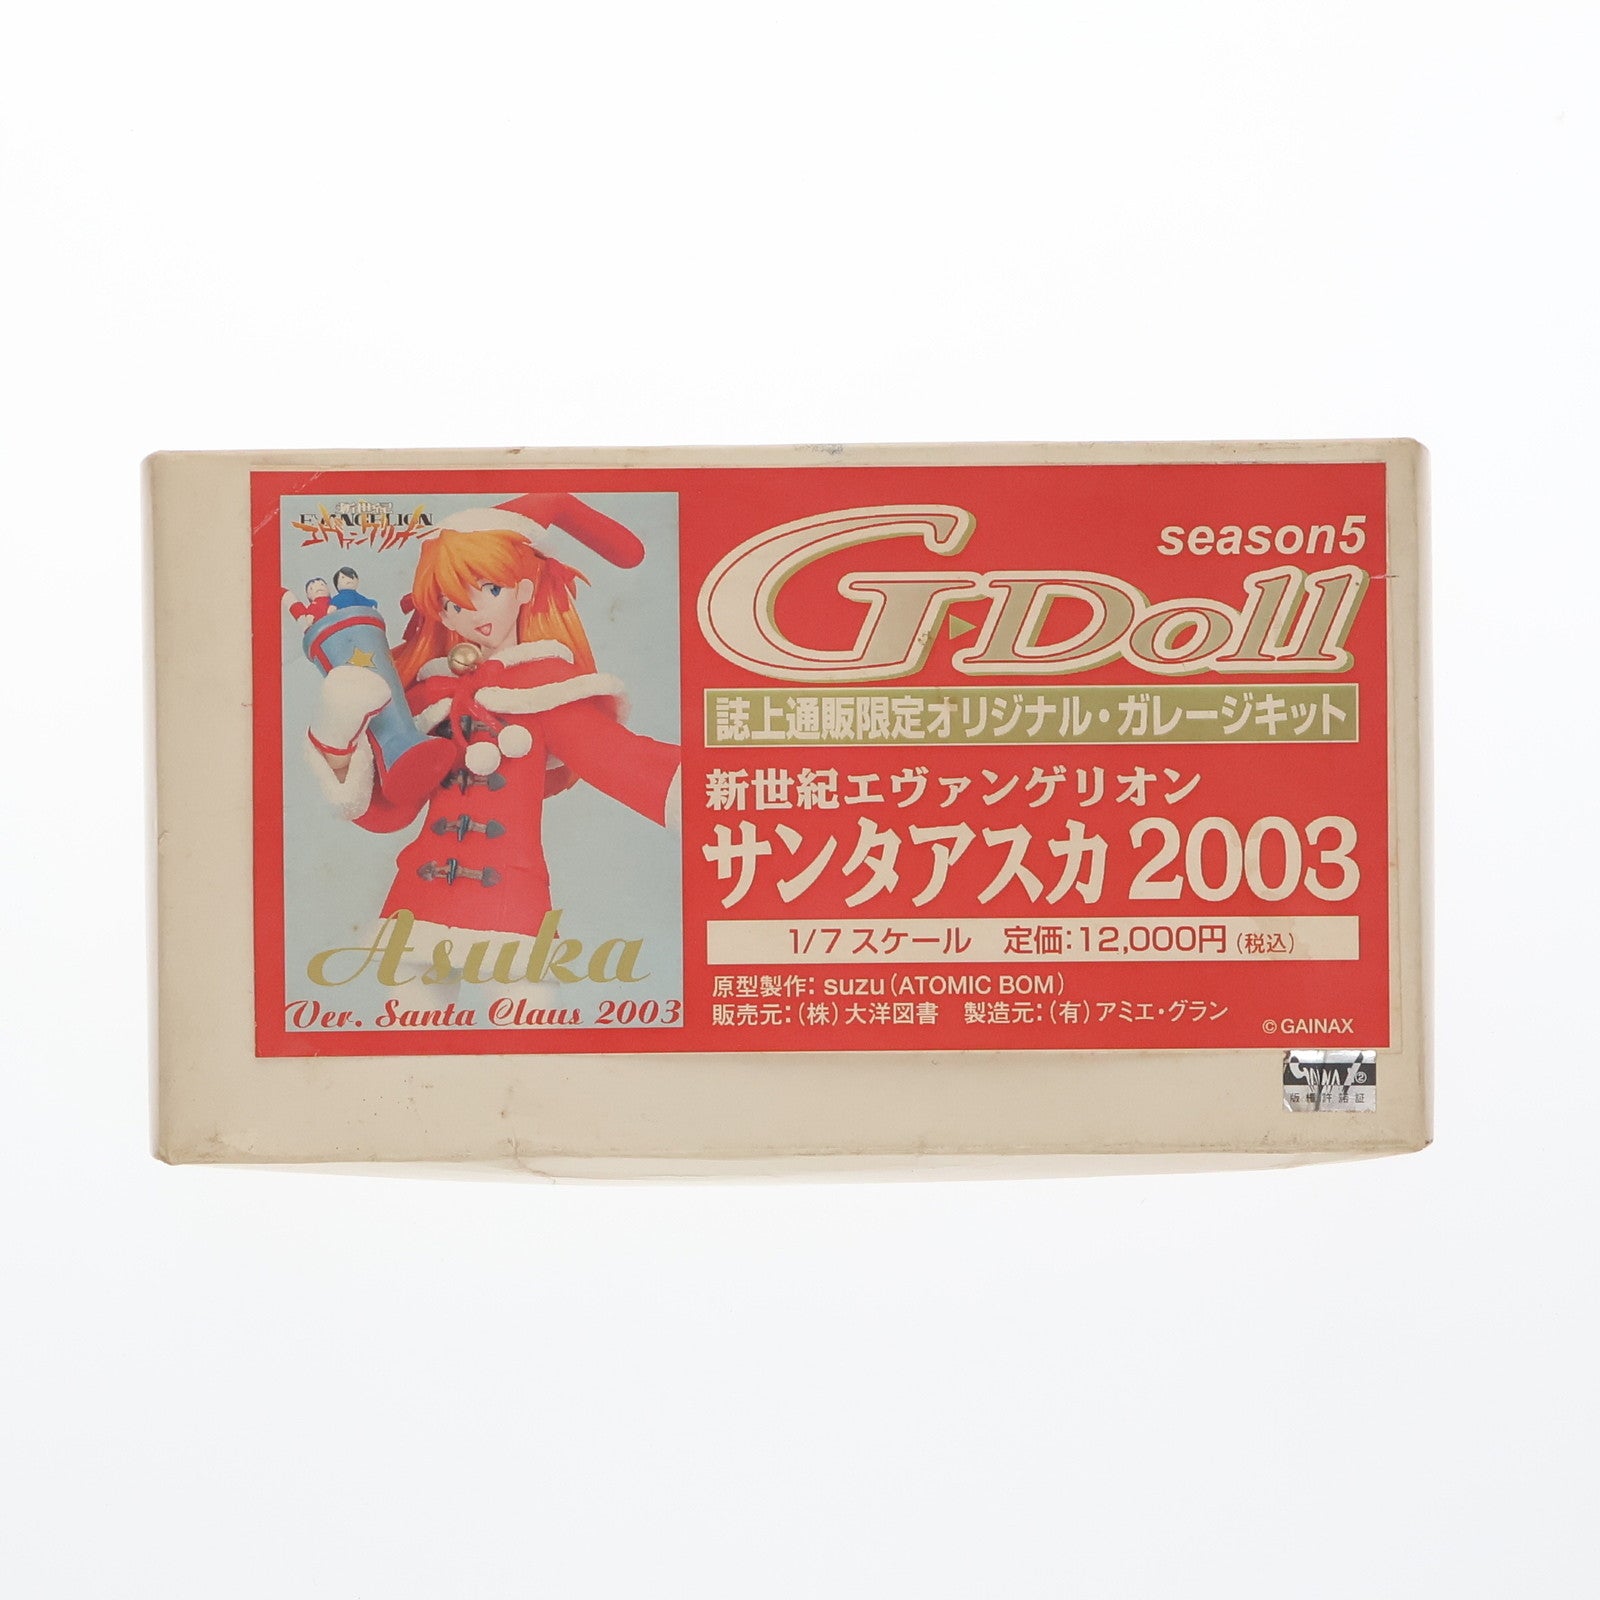 新世紀
EVANGELION
エヴァンゲリオン
Asuka
Ver. Santa Claus 2003
season5
G▶Doll
誌上通販限定オリジナル・ガレージキット
新世紀エヴァンゲリオン
サンタアスカ2003
1/7スケール 定価:12,000円(税込)
原型製作:suzu(ATOMIC BOM)
販売元:(株)大洋図書 製造元:(有)アミエ・グラン
©GAINAX
GAINAX ②
版権許諾証